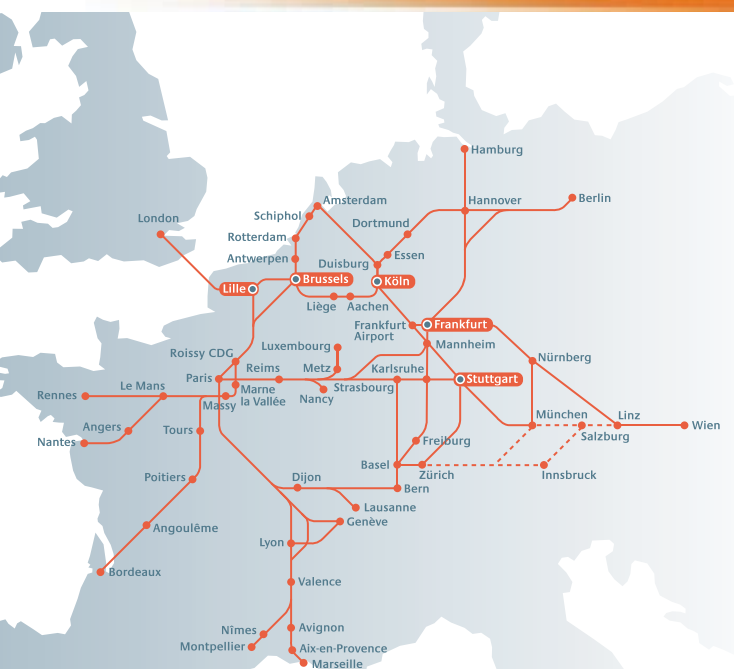 Hamburg
Amsterdam
Hannover
Berlin
London
Schiphol
Dortmund
Rotterdam
Antwerpen
Essen
Duisburg
Brussels
Köln
Lille
Liège
Aachen
Frankfurt
Airport
Frankfurt
Luxembourg
Mannheim
Roissy CDG
Nürnberg
Reims
Metz
Karlsruhe
Paris
Stuttgart
Le Mans
Marne
la Vallée
Strasbourg
Rennes
Massy
Nancy
München
Linz
Angers
Tours
Wien
Nantes
Freiburg
Salzburg
Basel
Poitiers
Dijon
Zürich
Innsbruck
Bern
Lausanne
Angoulême
Genève
Lyon
Bordeaux
Valence
Nîmes
Avignon
Montpellier
Aix-en-Provence
Marseille